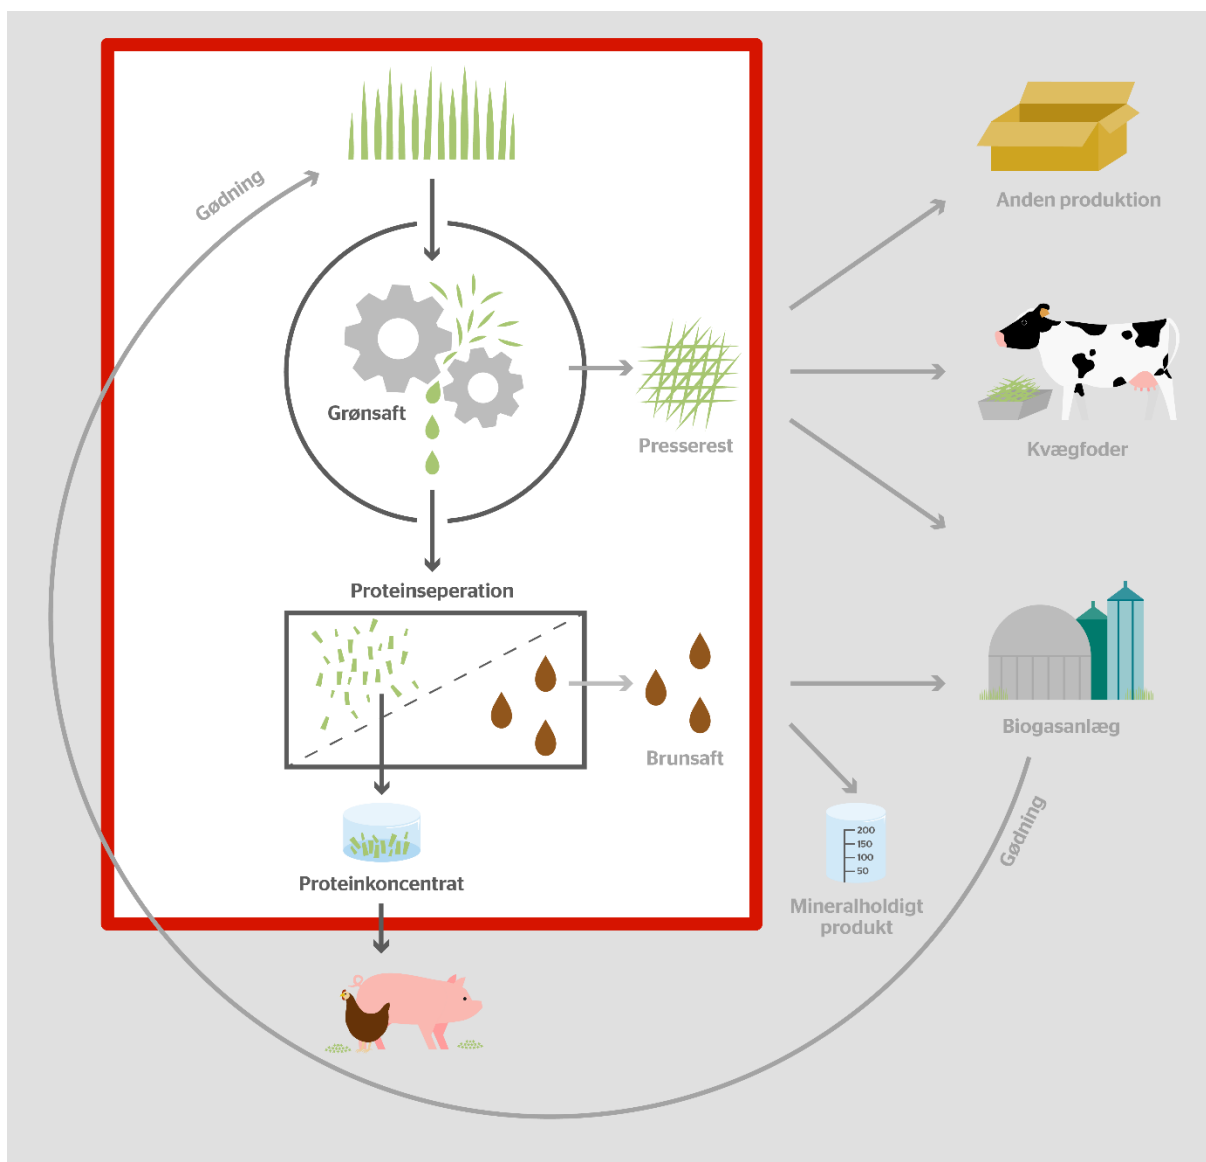 Gødning
Anden produktion
Grønsaft
Presserest
Kvægfoder
Proteinseperation
Brunsaft
Biogasanlæg
200
150
100
50
Gødning
Proteinkoncentrat
Mineralholdigt
produkt